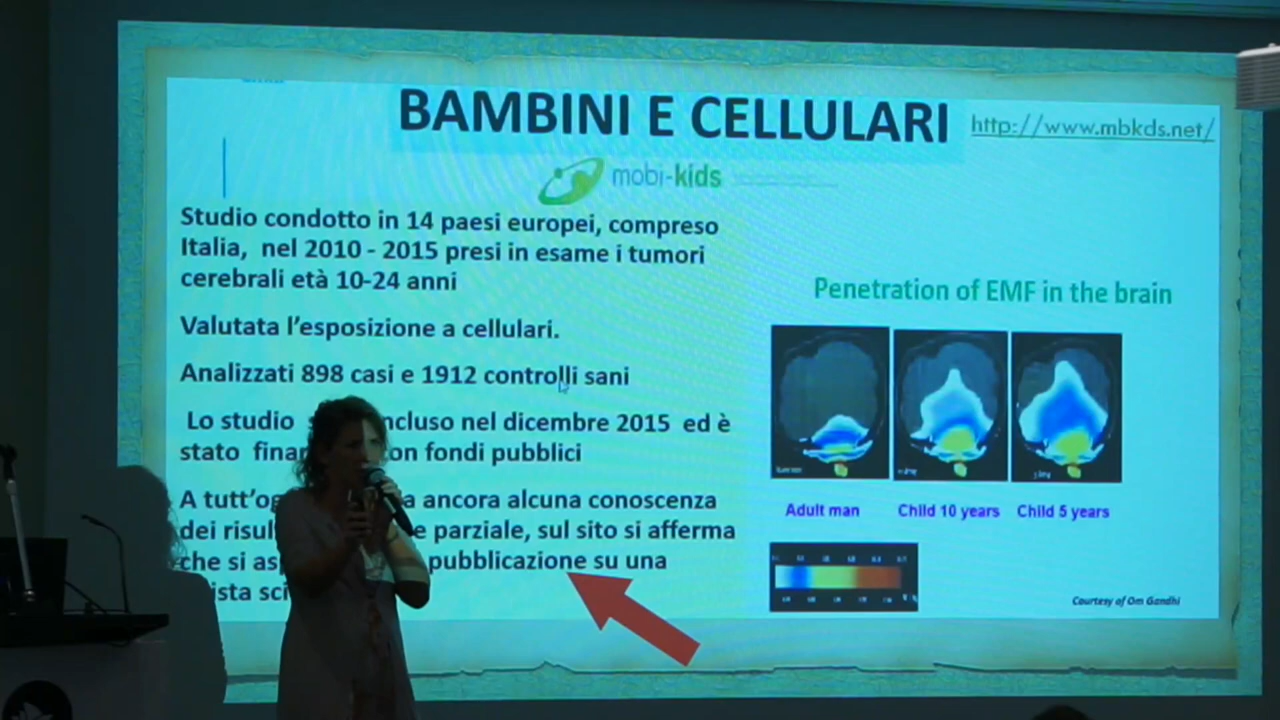 BAMBINI E CELLULARI
http://www.mbkds.net/
mobi-kids
Studio condotto in 14 paesi europei, compreso
Italia, nel 2010 - 2015 presi in esame i tumori
cerebrali età 10-24 anni
Valutata l'esposizione a cellulari.
Analizzati 898 casi e 1912 controlli sani
Lo studio ncluso nel dicembre 2015 ed è
stato finan on fondi pubblici
A tutt'og a ancora alcuna conoscenza
dei risul e parziale, sul sito si afferma
che si as pubblicazione su una
ista sci
Penetration of EMF in the brain
Adult man Child 10 years Child 5 years
Courtesy of Om Gandhi